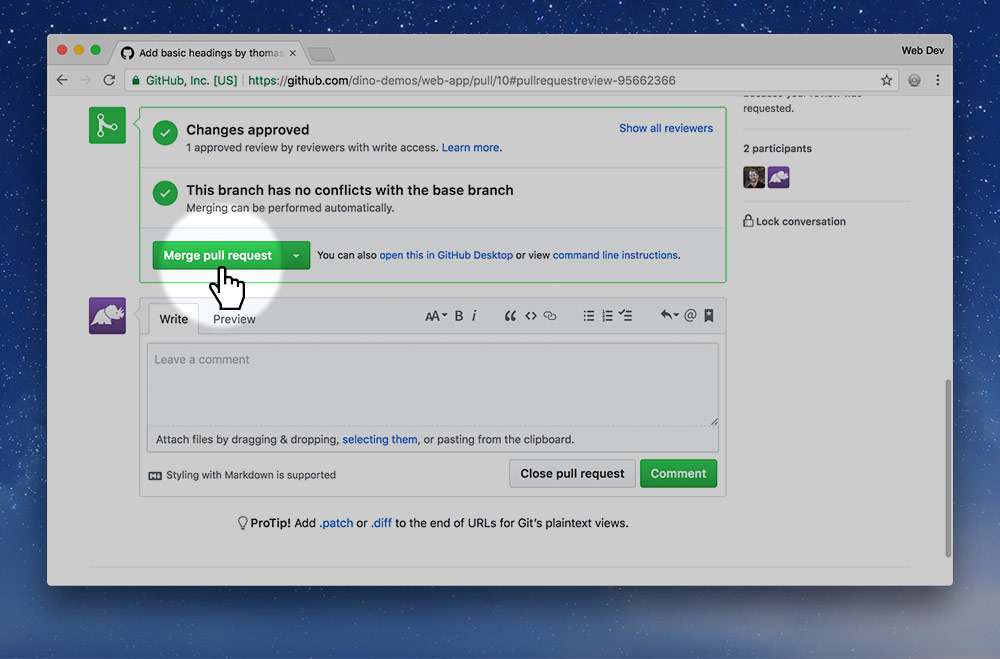 Add basic headings by thomas
Web Dev
GitHub, Inc. [US] https://github.com/dino-demos/web-app/pull/10#pullrequestreview-95662366
requested.
Changes approved
Show all reviewers
1 approved review by reviewers with write access. Learn more.
2 participants
This branch has no conflicts with the base branch
Merging can be performed automatically.
Lock conversation
Merge pull request
You can also open this in GitHub Desktop or view command line instructions.
Write
Preview
AA B i
Leave a comment
Attach files by dragging & dropping, selecting them, or pasting from the clipboard.
Styling with Markdown is supported
Close pull request
Comment
ProTip! Add .patch or .diff to the end of URLs for Git’s plaintext views.